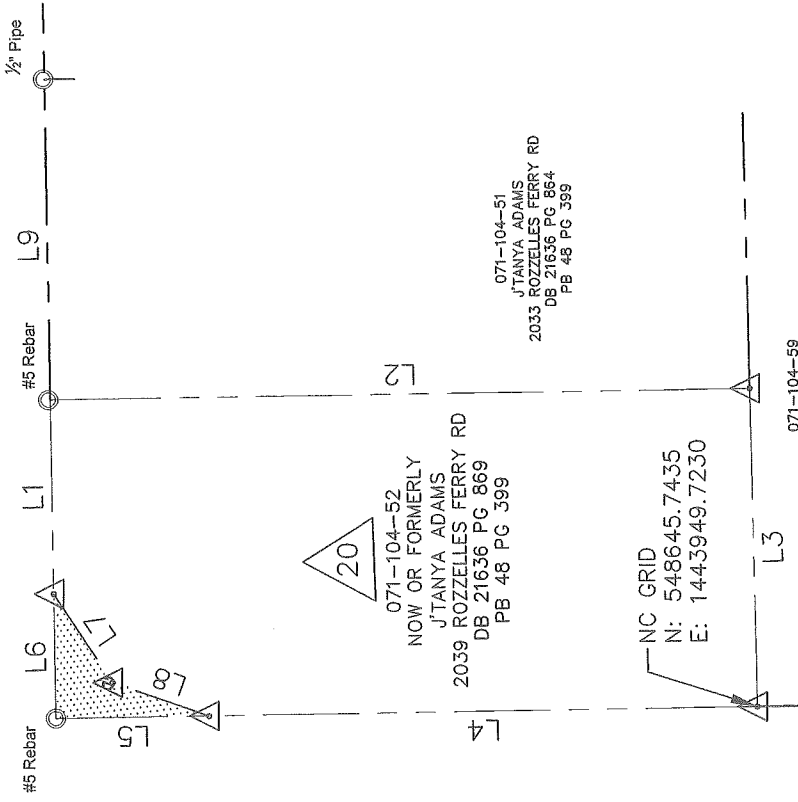 ½" Pipe
L9
#5 Rebar
L1
L6
#5 Rebar
L7
L8
L5
L2
L4
L3
20
071-104-52
NOW OR FORMERLY
J'TANYA ADAMS
2039 ROZZELLES FERRY RD
DB 21636 PG 869
PB 48 PG 399
071-104-51
J'TANYA ADAMS
2033 ROZZELLES FERRY RD
DB 21636 PG 864
PB 48 PG 399
NC GRID
N: 548645.7435
E: 1443949.7230
071-104-59